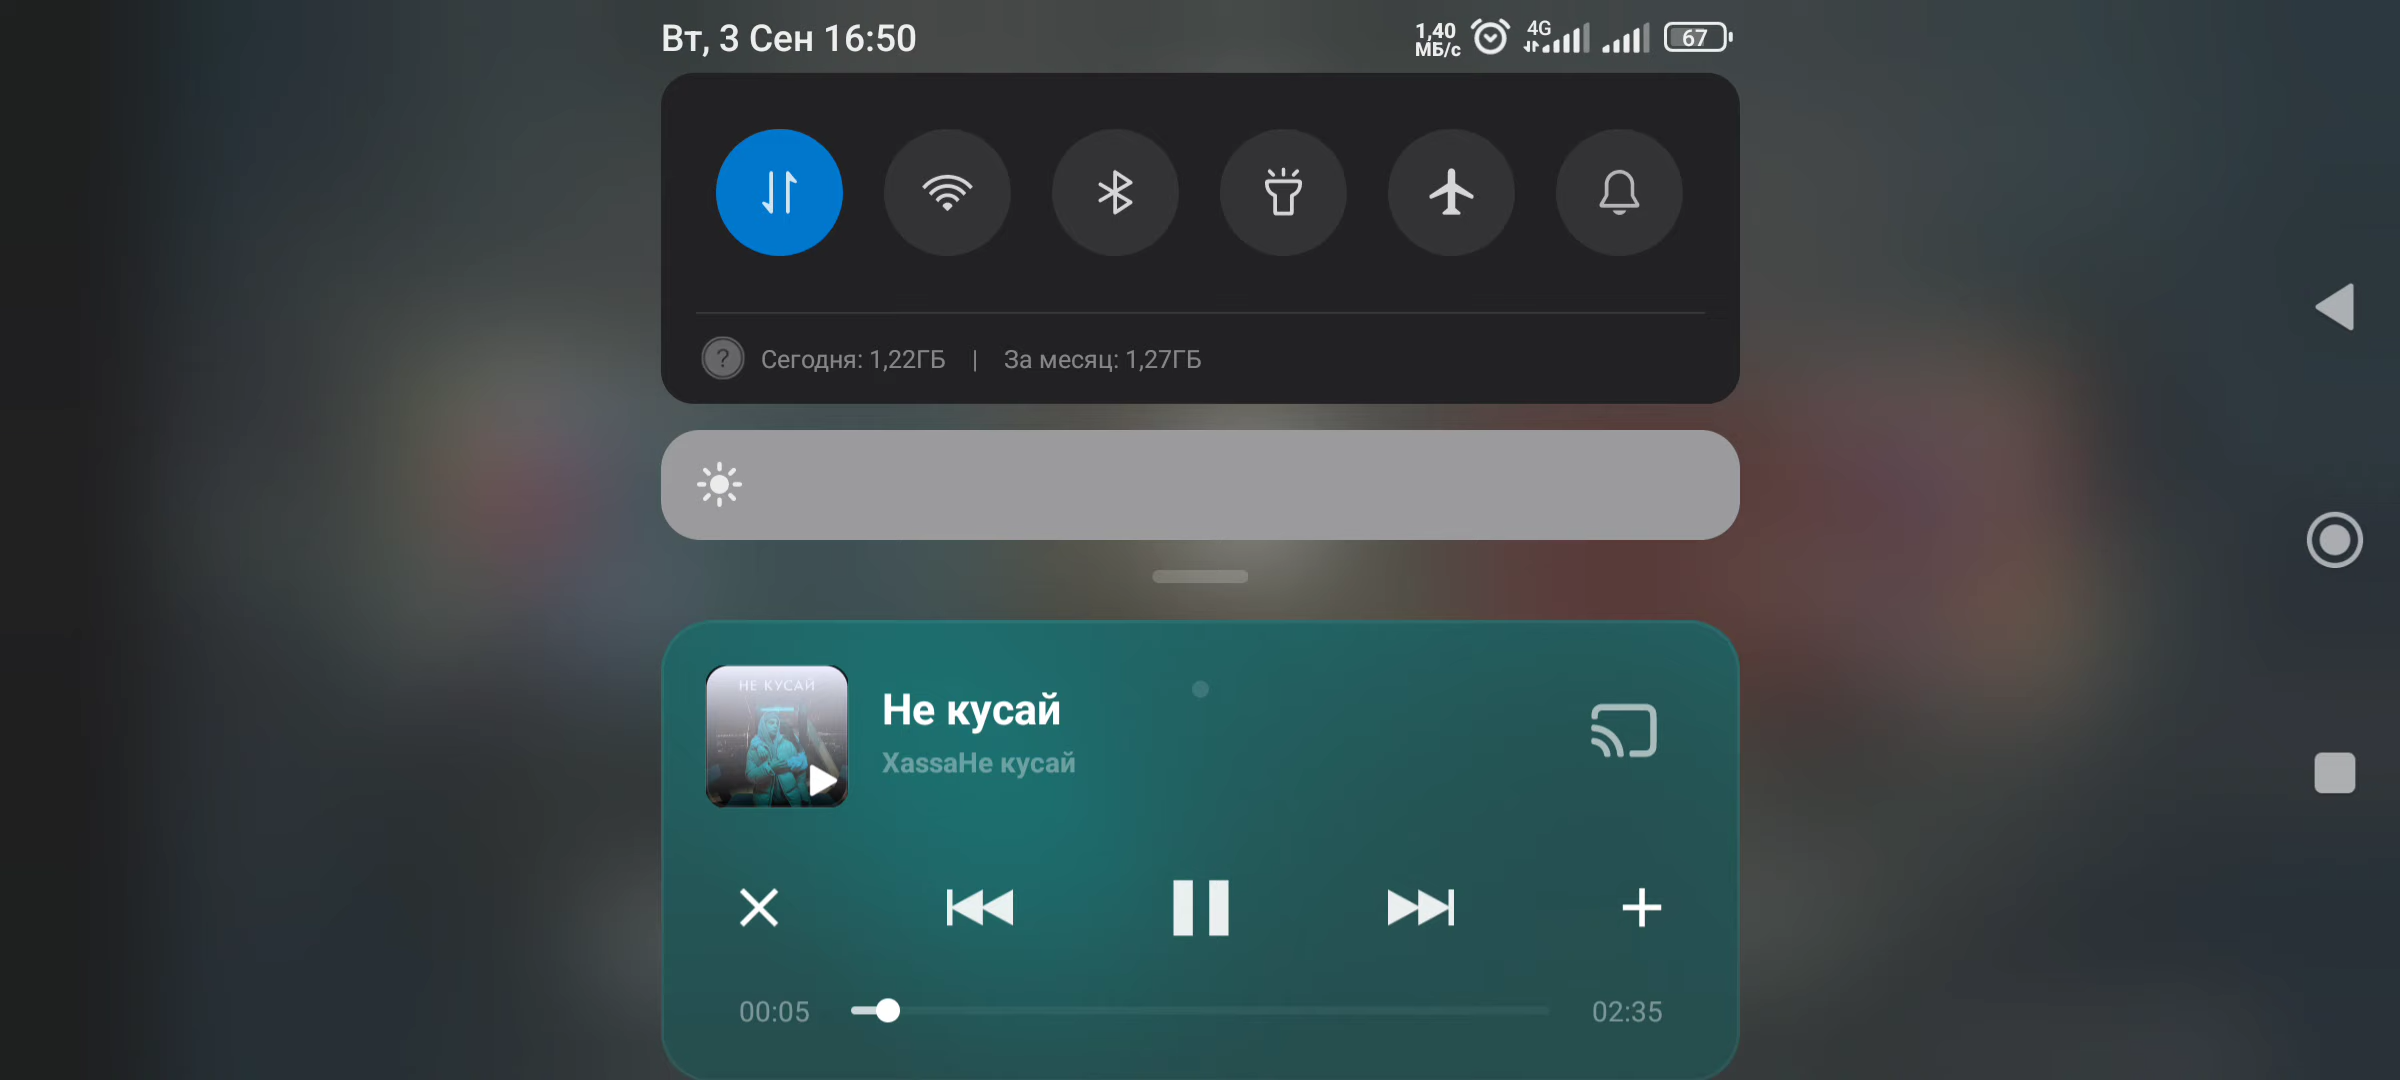 Вт, 3 Сен 16:50
1,40
МБ/с
4G
67
?
Сегодня: 1,22ГБ | За месяц: 1,27ГБ
НЕ КУСАЙ
Не кусай
XassaНе кусай
00:05
02:35